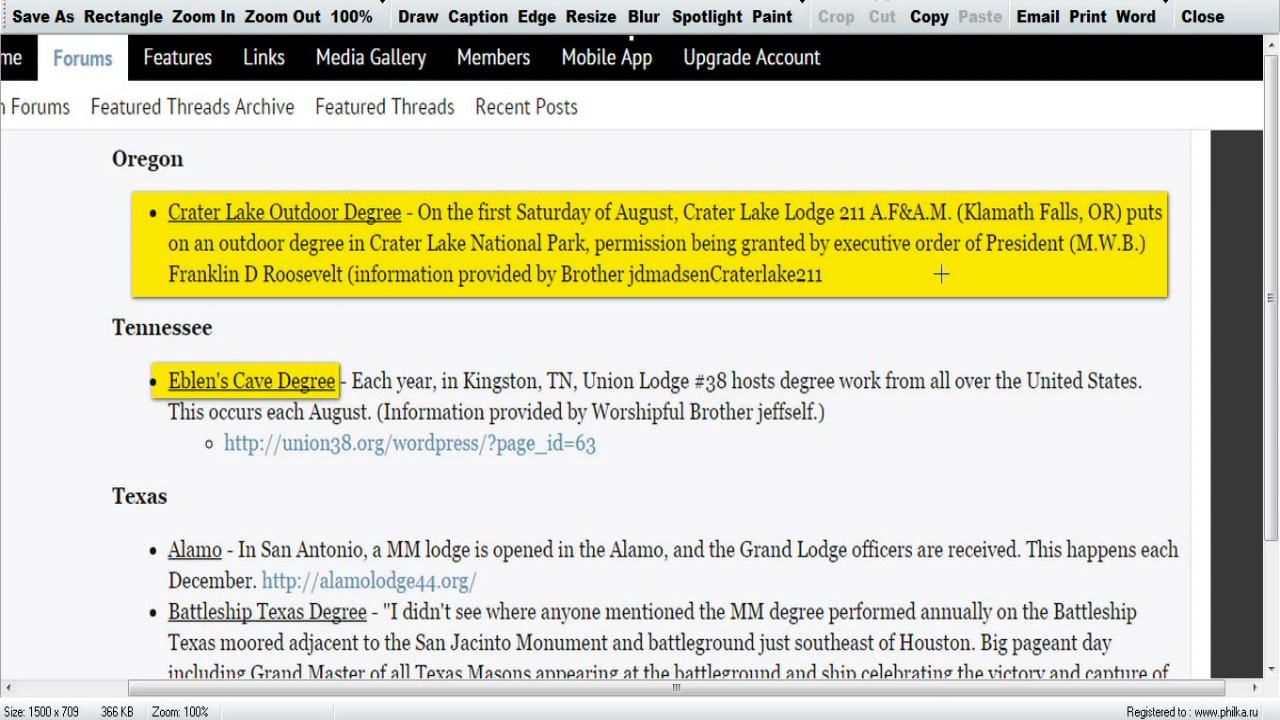 Save As Rectangle Zoom In Zoom Out 100% Draw Caption Edge Resize Blur Spotlight Paint Crop Cut Copy Paste Email Print Word Close
me Forums Features Links Media Gallery Members Mobile App Upgrade Account
h Forums Featured Threads Archive Featured Threads Recent Posts
Oregon
• Crater Lake Outdoor Degree - On the first Saturday of August, Crater Lake Lodge 211 A.F&A.M. (Klamath Falls, OR) puts
on an outdoor degree in Crater Lake National Park, permission being granted by executive order of President (M.W.B.)
Franklin D Roosevelt (information provided by Brother jdmadsenCraterlake211
Tennessee
• Eblen's Cave Degree - Each year, in Kingston, TN, Union Lodge #38 hosts degree work from all over the United States.
This occurs each August. (Information provided by Worshipful Brother jeffself.)
○ http://union38.org/wordpress/?page_id=63
Texas
• Alamo - In San Antonio, a MM lodge is opened in the Alamo, and the Grand Lodge officers are received. This happens each
December. http://alamolodge44.org/
• Battleship Texas Degree - "I didn't see where anyone mentioned the MM degree performed annually on the Battleship
Texas moored adjacent to the San Jacinto Monument and battleground just southeast of Houston. Big pageant day
including Grand Master of all Texas Masons appearing at the battleground and ship celebrating the victory and capture of
Size: 1500 x 709 366 KB Zoom: 100% Registered to : www.philka.ru